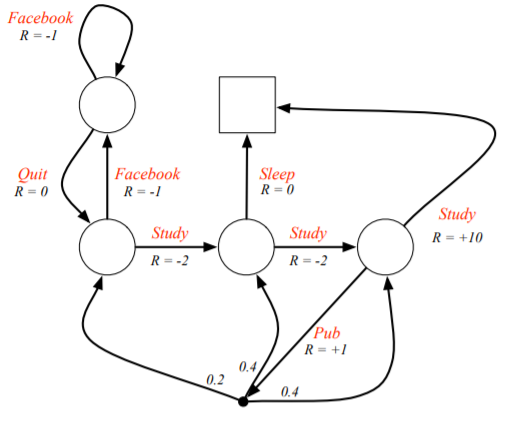 Facebook
R = -1
Quit
R = 0
Facebook
R = -1
Sleep
R = 0
Study
R = -2
Study
R = -2
Study
R = +10
Pub
R = +1
0.2
0.4
0.4